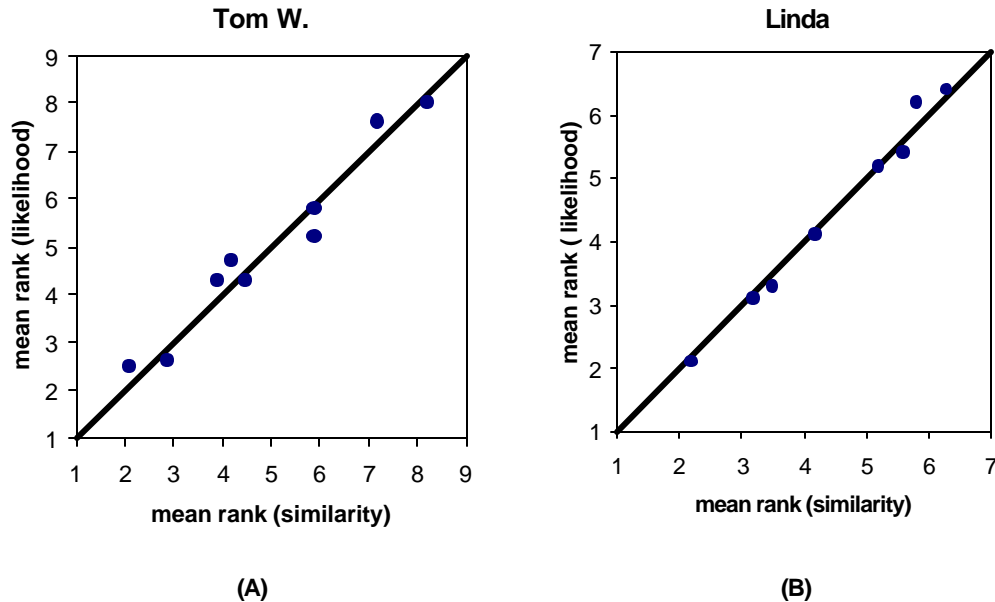 Tom W.
9
8
7
6
5
4
3
2
1
mean rank (likelihood)
1 2 3 4 5 6 7 8 9
mean rank (similarity)
(A)
Linda
7
6
5
4
3
2
1
mean rank ( likelihood)
1 2 3 4 5 6 7
mean rank (similarity)
(B)